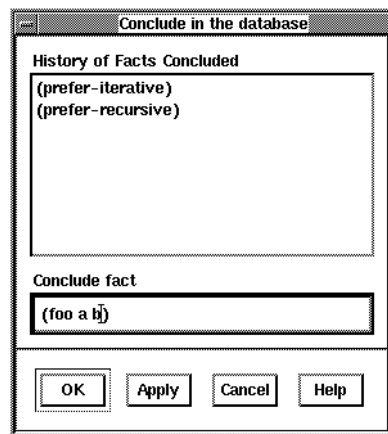 Conclude in the database
History of Facts Concluded
(prefer-iterative)
(prefer-recursive)
Conclude fact
(foo a b)
OK Apply Cancel Help